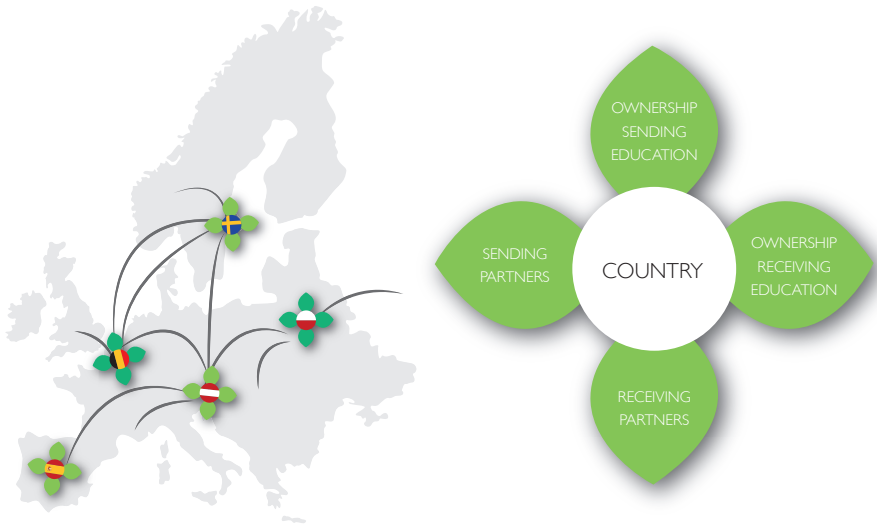 OWNERSHIP
SENDING
EDUCATION
SENDING
PARTNERS
COUNTRY
OWNERSHIP
RECEIVING
EDUCATION
RECEIVING
PARTNERS